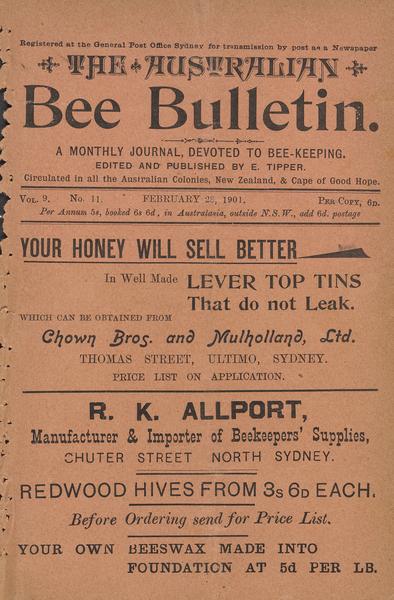 Registered at the General Post Office Sydney for transmission by post as a Newspaper
THE AUSTRALIAN
Bee Bulletin.
A MONTHLY JOURNAL, DEVOTED TO BEE-KEEPING.
EDITED AND PUBLISHED BY E. TIPPER.
Circulated in all the Australian Colonies, New Zealand, & Cape of Good Hope.
VOL. 9. No. 11. FEBRUARY 28, 1901. PER COPY, 6D.
Per Annum 5s, booked 6s 6d, in Australasia, outside N.S.W., add 6d. postage
YOUR HONEY WILL SELL BETTER
In Well Made LEVER TOP TINS
That do not Leak.
WHICH CAN BE OBTAINED FROM
Chown Bros. and Mulholland, Ltd.
THOMAS STREET, ULTIMO, SYDNEY.
PRICE LIST ON APPLICATION.
R. K. ALLPORT,
Manufacturer & Importer of Beekeepers' Supplies,
CHUTER STREET NORTH SYDNEY.
REDWOOD HIVES FROM 3s 6D EACH.
Before Ordering send for Price List.
YOUR OWN BEESWAX MADE INTO
FOUNDATION AT 5d PER LB.